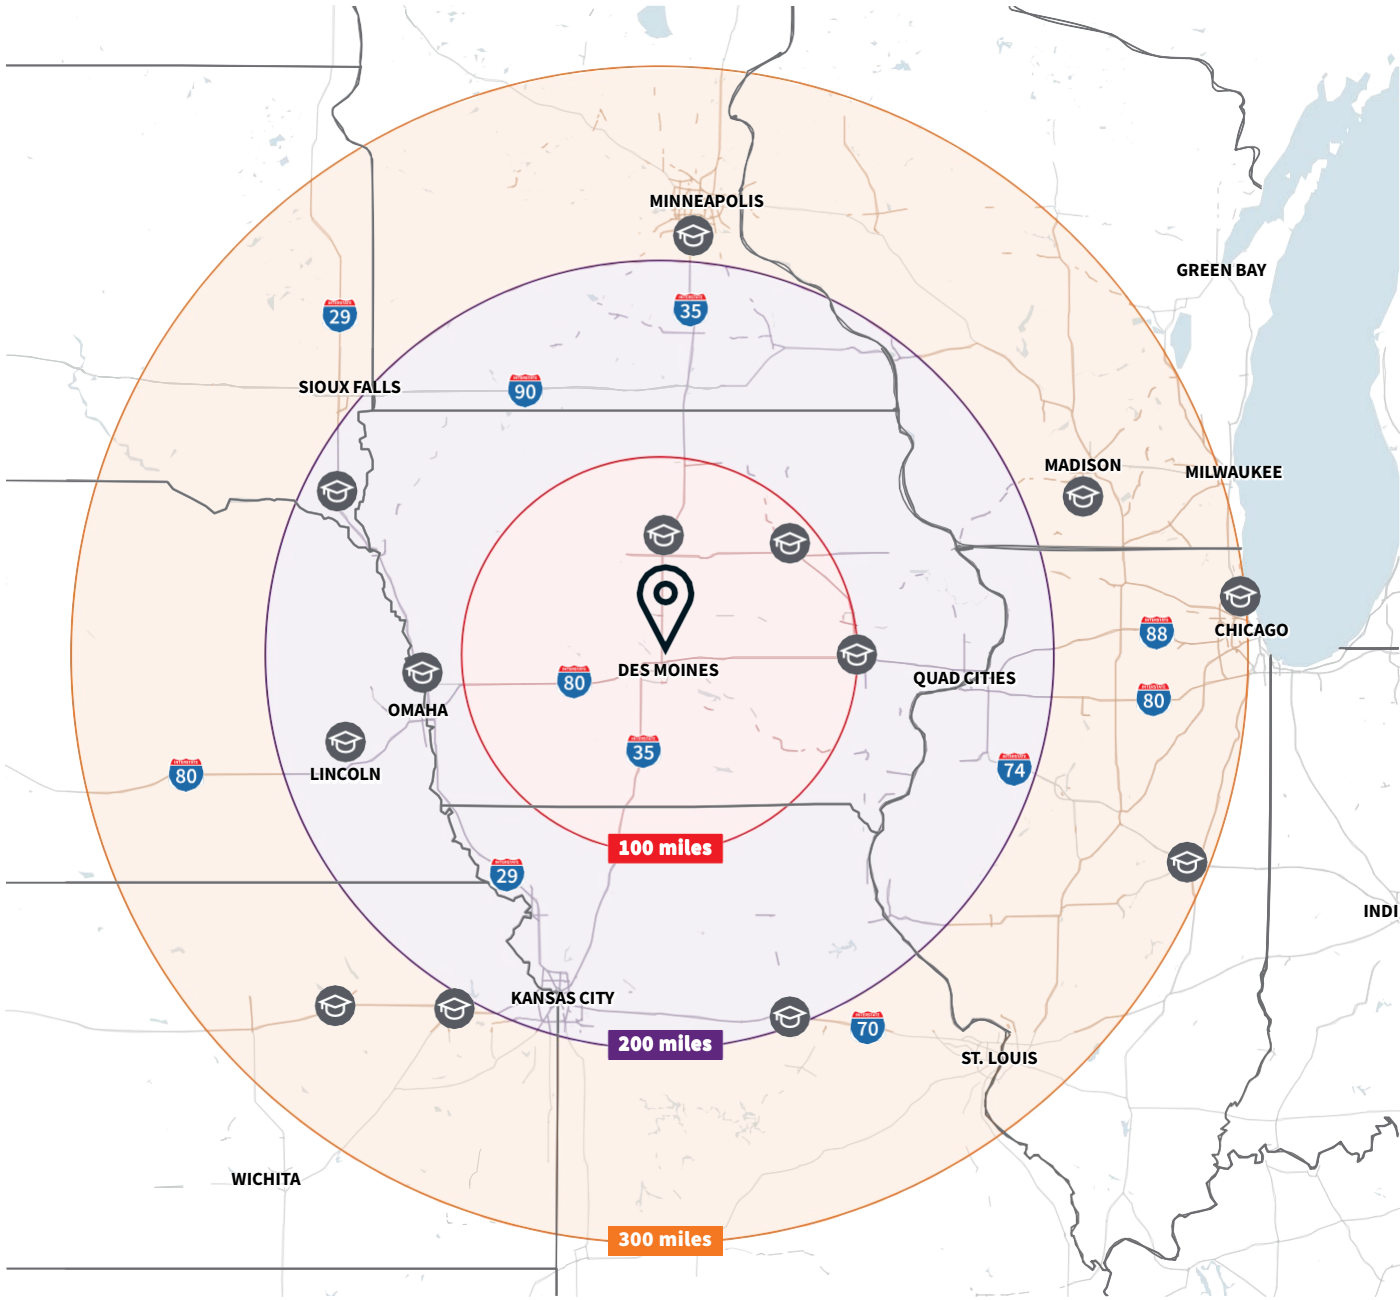 MINNEAPOLIS
GREEN BAY
29
35
SIOUX FALLS
90
MADISON
MILWAUKEE
CHICAGO
88
DES MOINES
QUAD CITIES
80
80
OMAHA
35
LINCOLN
80
74
100 miles
29
INDI
KANSAS CITY
70
200 miles
ST. LOUIS
WICHITA
300 miles